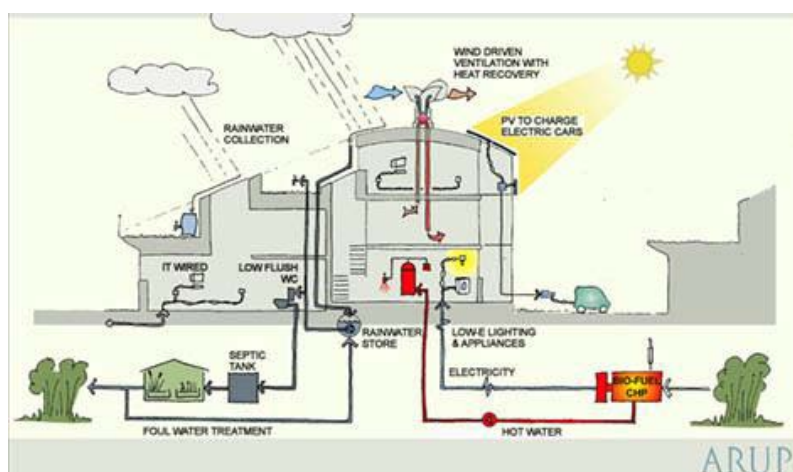 WIND DRIVEN
VENTILATION WITH
HEAT RECOVERY
RAINWATER
COLLECTION
PV TO CHARGE
ELECTRIC CARS
IT WIRED
LOW FLUSH
WC
RAINWATER
STORE
LOW-E LIGHTING
& APPLIANCES
SEPTIC
TANK
ELECTRICITY
BIO-FUEL
CHP
FOUL WATER TREATMENT
HOT WATER
ARUP